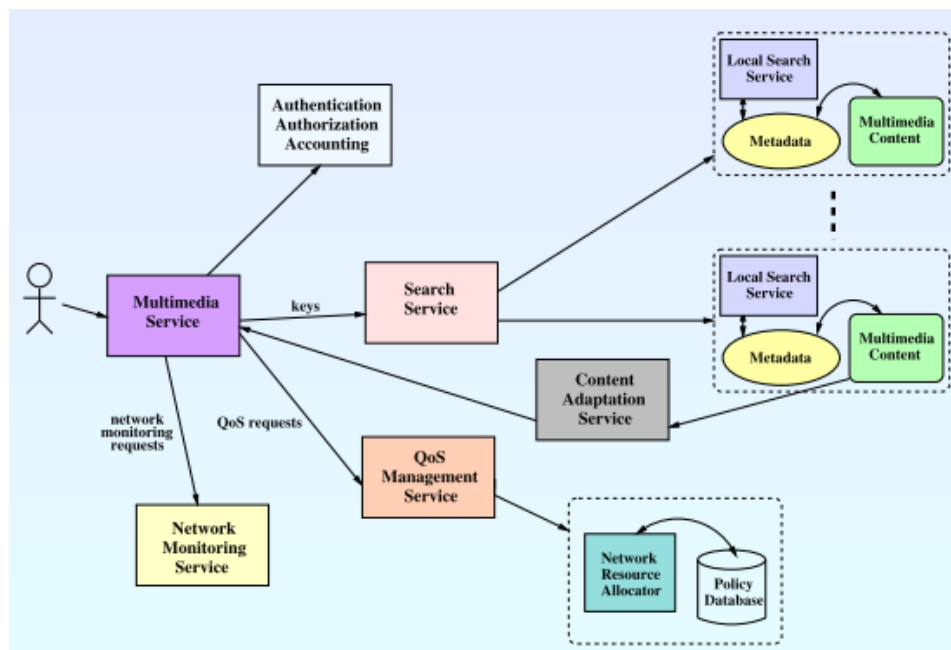 Local Search
Service
Metadata
Multimedia
Content
Authentication
Authorization
Accounting
Multimedia
Service
keys
Search
Service
Local Search
Service
Metadata
Multimedia
Content
Content
Adaptation
Service
network
monitoring
requests
QoS requests
QoS
Management
Service
Network
Monitoring
Service
Network
Resource
Allocator
Policy
Database